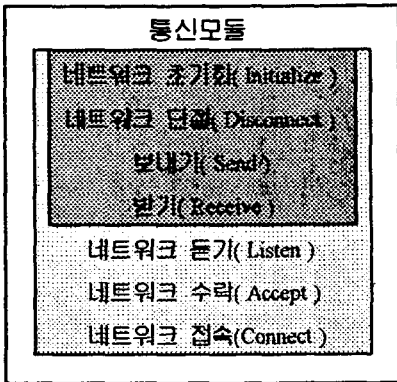 통신모듈
네트워크 초기화( Initialize )
네트워크 단절( Disconnect )
보내기( Send )
받기( Receive )
네트워크 듣기( Listen )
네트워크 수락( Accept )
네트워크 접속(Connect )